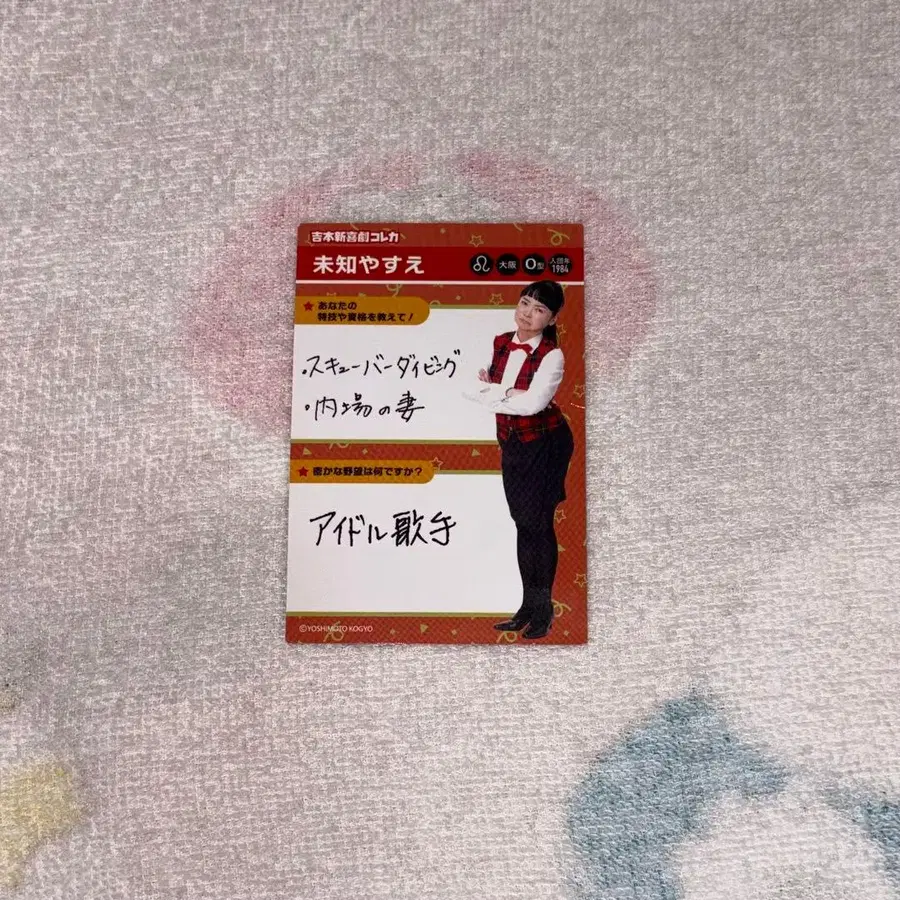 吉本新喜劇コレカ
未知やすえ
♌ 大阪 O型 入団年 1984
★あなたの
特技や資格を教えて！
・スキューバーダイビング
・内場の妻
★密かな野望は何ですか？
アイドル歌手
©YOSHIMOTO KOGYO